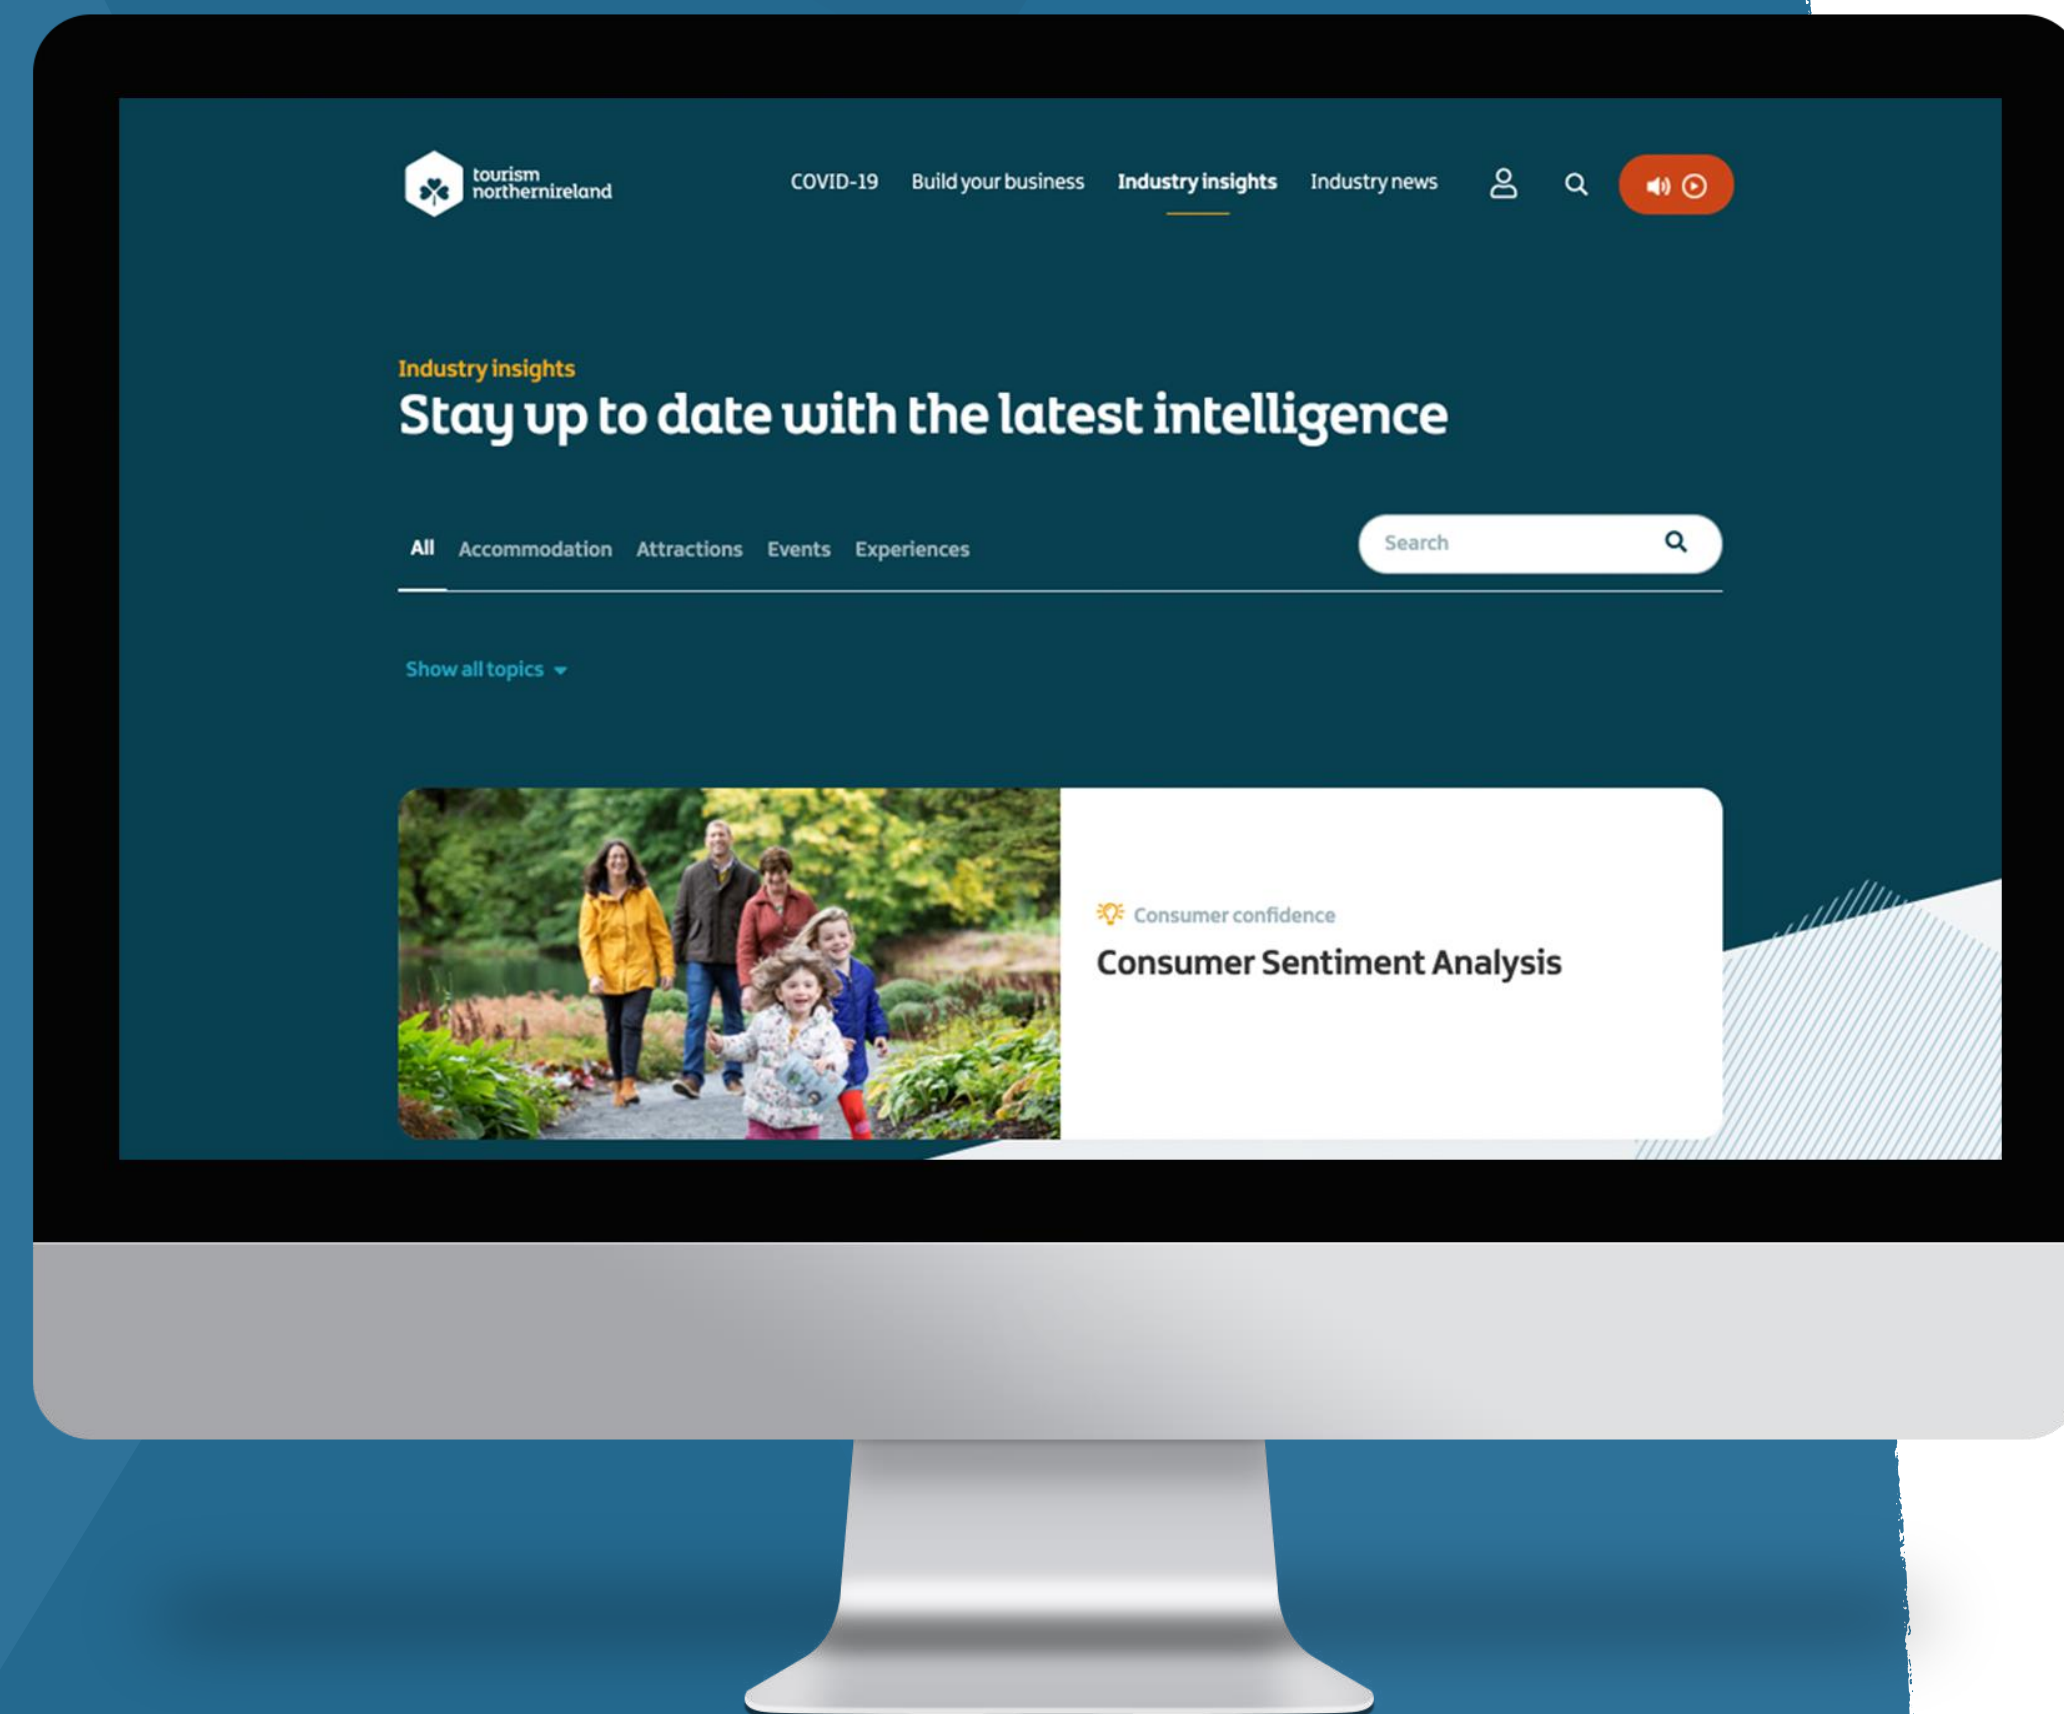 tourism
northernireland
COVID-19 Build your business Industry insights Industry news
Industry insights
Stay up to date with the latest intelligence
All Accommodation Attractions Events Experiences
Search
Show all topics
Consumer confidence
Consumer Sentiment Analysis